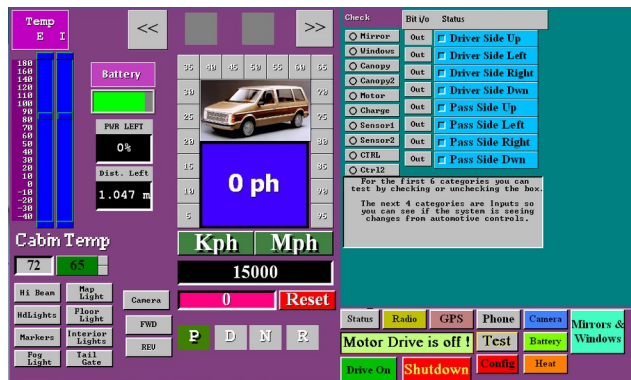 Temp
E I
<<
>>
180
160
140
120
110
100
90
80
70
60
50
40
30
20
10
0
-10
-20
-30
-40
Battery
PWR LEFT
0%
Dist. Left
1.047 m
35 40 45 50 55 60 65
30 70
25 75
20 80
15 85
10 90
5 95
0 ph
Cabin Temp
72 65
Kph Mph
15000
0 Reset
Hi Beam
Map Light
HdLights
Floor Light
Markers
Interior Lights
Fog Light
Tail Gate
Camera
FWD
REV
P D N R
Check Bit i/o Status
Mirror Out Driver Side Up
Windows Out Driver Side Left
Canopy Out Driver Side Right
Canopy2 Out Driver Side Dwn
Motor Out Pass Side Up
Charge Out Pass Side Left
Sensor1 Out Pass Side Right
Sensor2 Out Pass Side Dwn
CTRL
Ctrl2
For the first 6 categories you can
test by checking or unchecking the box.
The next 4 categories are Inputs so
you can see if the system is seeing
changes from automotive controls.
Status Radio GPS Phone Camera
Mirrors &
Windows
Motor Drive is off ! Test Battery
Drive On Shutdown Config Heat